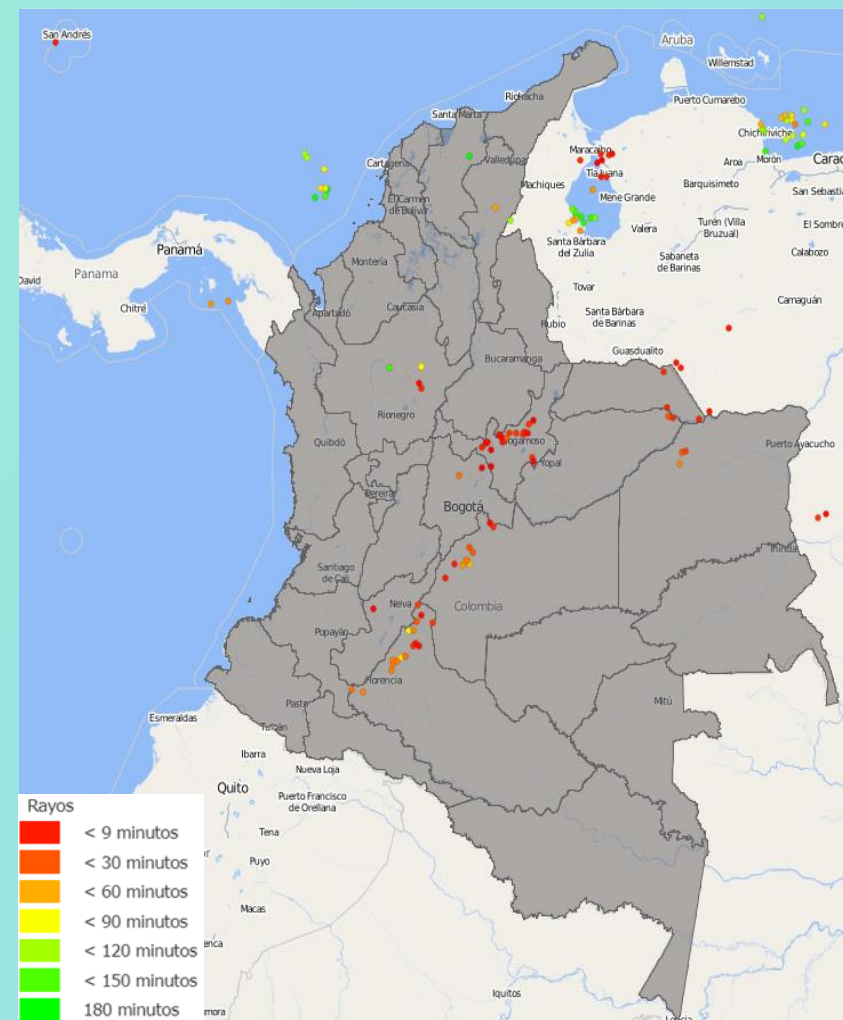 San Andrés
Aruba
Willemstad
Riohacha
Puerto Cumarebo
Santa Marta
Chichiriviche
Maracaibo
Valledupar
Cartagena
Aroa
Morón
Carac
Tía Juana
Machiques
Barquisimeto
San Sebastiá
Mene Grande
El Carmen
de Bolívar
Valera
Turén (Villa
Bruzual)
El Sombre
Santa Bárbara
del Zulia
Panamá
Sabaneta
de Barinas
Calabozo
Montería
Panama
David
Tovar
Camaguán
Chitré
Caucasia
Apartadó
Santa Bárbara
de Barinas
Rubio
Guasdualito
Bucaramanga
Rionegro
Quibdó
Sogamoso
Puerto Ayacucho
Yopal
Pereira
Bogotá
Inírida
Santiago
de Cali
Neiva
Colombia
Popayán
Florencia
Mitú
Pasto
Esmeraldas
Tulcán
Ibarra
Nueva Loja
Quito
Puerto Francisco
de Orellana
Tena
Puyo
Macas
enca
mora
Iquitos
Leticia
Rayos
< 9 minutos
< 30 minutos
< 60 minutos
< 90 minutos
< 120 minutos
< 150 minutos
180 minutos